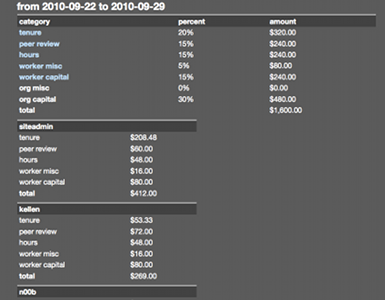 from 2010-09-22 to 2010-09-29
category percent amount
tenure 20% $320.00
peer review 15% $240.00
hours 15% $240.00
worker misc 5% $80.00
worker capital 15% $240.00
org misc 0% $0.00
org capital 30% $480.00
total $1,600.00
siteadmin
tenure $208.48
peer review $60.00
hours $48.00
worker misc $16.00
worker capital $80.00
total $412.00
kellen
tenure $53.33
peer review $72.00
hours $48.00
worker misc $16.00
worker capital $80.00
total $269.00
n00b